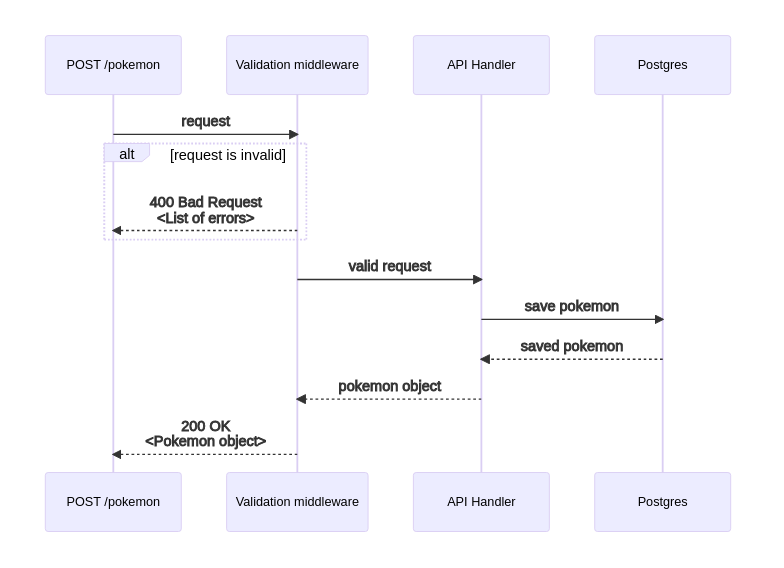 POST /pokemon
Validation middleware
API Handler
Postgres
request
alt
[request is invalid]
400 Bad Request
<List of errors>
valid request
save pokemon
saved pokemon
pokemon object
200 OK
<Pokemon object>
POST /pokemon
Validation middleware
API Handler
Postgres